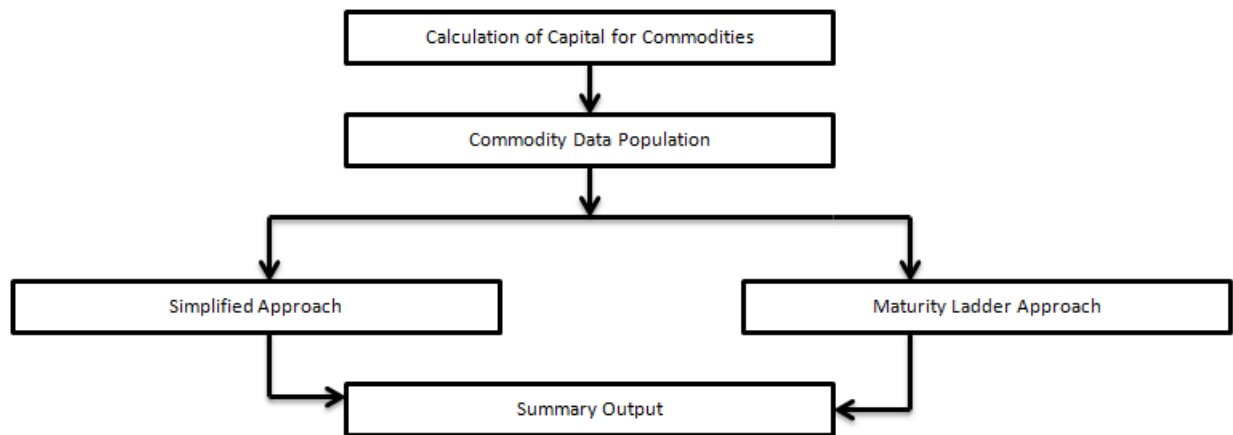 Calculation of Capital for Commodities
Commodity Data Population
Simplified Approach
Maturity Ladder Approach
Summary Output